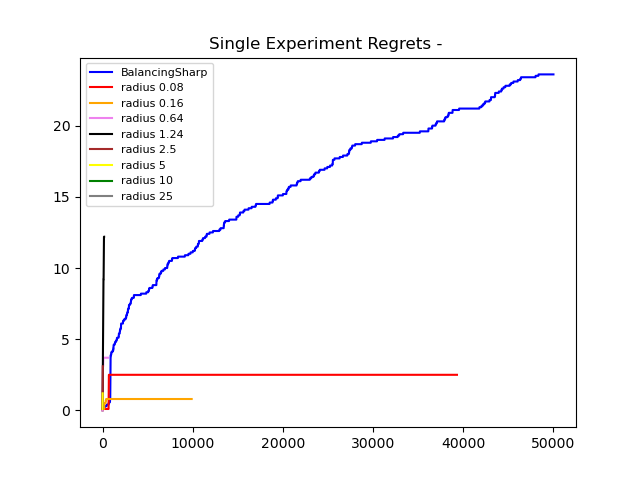 Single Experiment Regrets -
BalancingSharp
radius 0.08
radius 0.16
radius 0.64
radius 1.24
radius 2.5
radius 5
radius 10
radius 25
20
15
10
5
0
0 10000 20000 30000 40000 50000